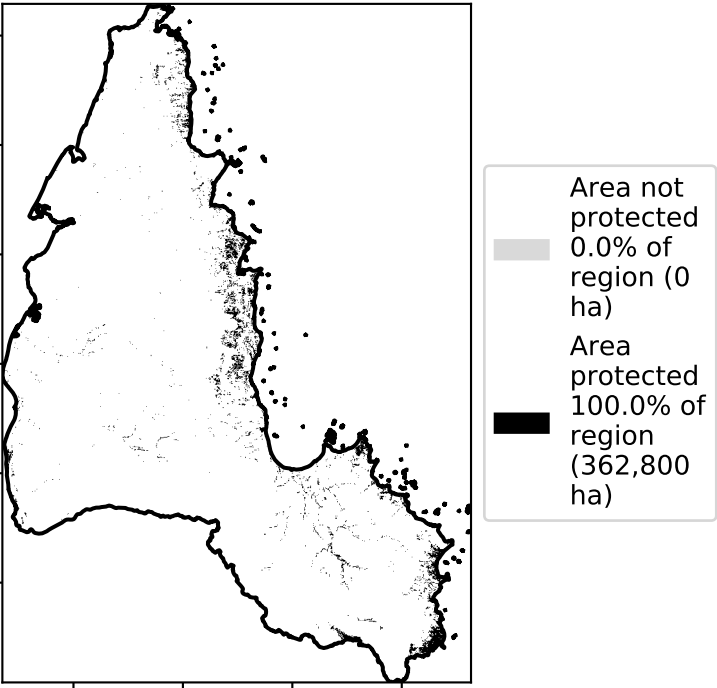 Area not
protected
0.0% of
region (0
ha)
Area
protected
100.0% of
region
(362,800
ha)